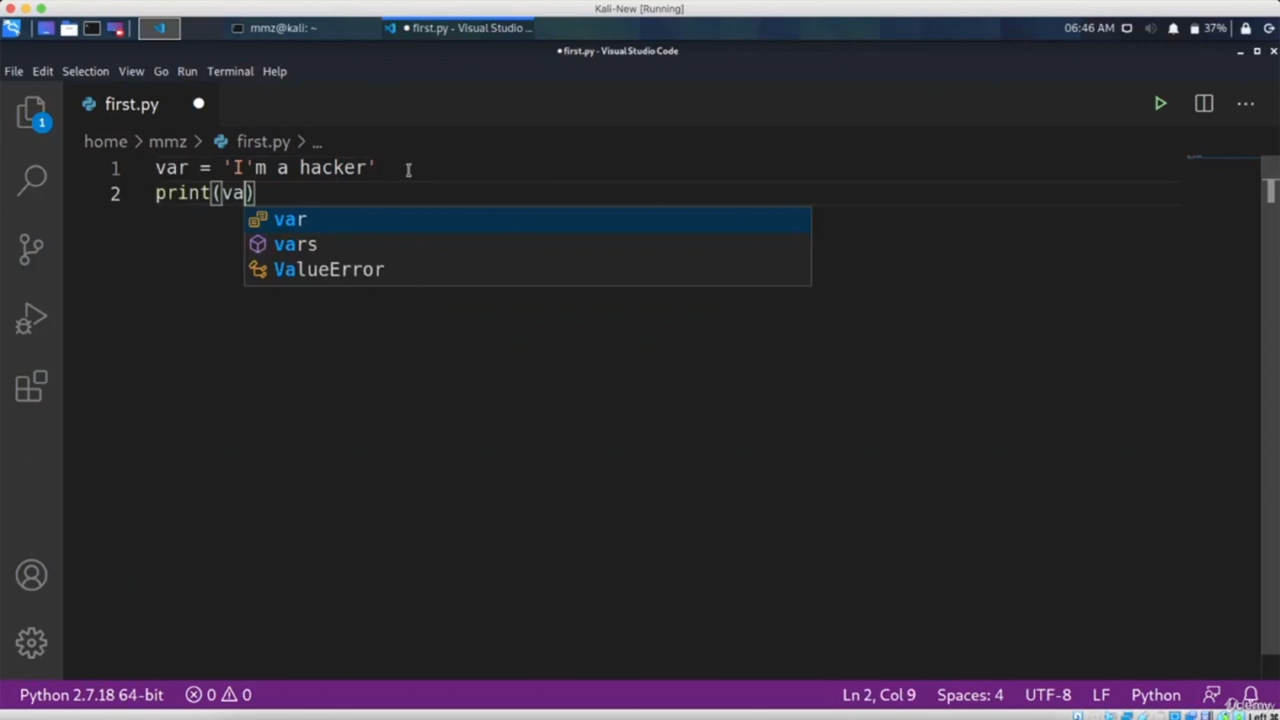 Kali-New [Running]
mmz@kali: ~
first.py - Visual Studio ...
06:46 AM
37%
first.py - Visual Studio Code
File Edit Selection View Go Run Terminal Help
first.py
1
home > mmz > first.py > ...
1 var = 'I'm a hacker'
2 print(va)
var
vars
ValueError
Python 2.7.18 64-bit 0 0 Ln 2, Col 9 Spaces: 4 UTF-8 LF Python
Udemy
Left ⌘